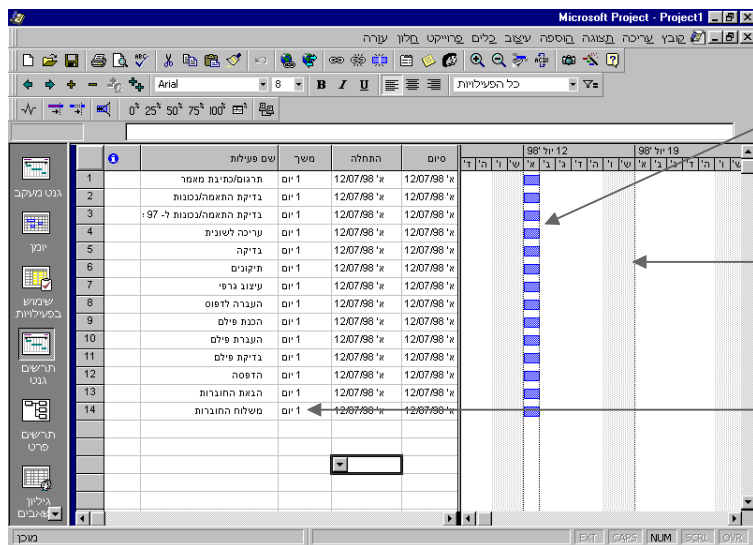 Microsoft Project - Project1
קובץ עריכה תצוגה הוספה עיצוב כלים פרוייקט חלון עזרה
Arial 8 B I U כל הפעילויות
0% 25% 50% 75% 100%
שם פעילות משך התחלה סיום
12 יול '98 19 יול '98
ד' ה' ו' ש' א' ב' ג' ד' ה' ו' ש' א' ב' ג' ד' ה' ו' ש'
1 תרגום/כתיבת מאמר 1 יום א' 12/07/98 א' 12/07/98
2 בדיקת התאמה/נכונות 1 יום א' 12/07/98 א' 12/07/98
3 בדיקת התאמה/נכונות ל- 97 1 יום א' 12/07/98 א' 12/07/98
4 עריכה לשונית 1 יום א' 12/07/98 א' 12/07/98
5 בדיקה 1 יום א' 12/07/98 א' 12/07/98
6 תיקונים 1 יום א' 12/07/98 א' 12/07/98
7 עיצוב גרפי 1 יום א' 12/07/98 א' 12/07/98
8 העברה לדפוס 1 יום א' 12/07/98 א' 12/07/98
9 הכנת פילם 1 יום א' 12/07/98 א' 12/07/98
10 העברת פילם 1 יום א' 12/07/98 א' 12/07/98
11 בדיקת פילם 1 יום א' 12/07/98 א' 12/07/98
12 הדפסה 1 יום א' 12/07/98 א' 12/07/98
13 הבאת החוברות 1 יום א' 12/07/98 א' 12/07/98
14 משלוח החוברות 1 יום א' 12/07/98 א' 12/07/98
גנט מעקב
יומן
שימוש
בפעילויות
תרשים
גנט
תרשים
פרט
גיליון
משאבים
מוכן
EXT CAPS NUM SCRL OVR